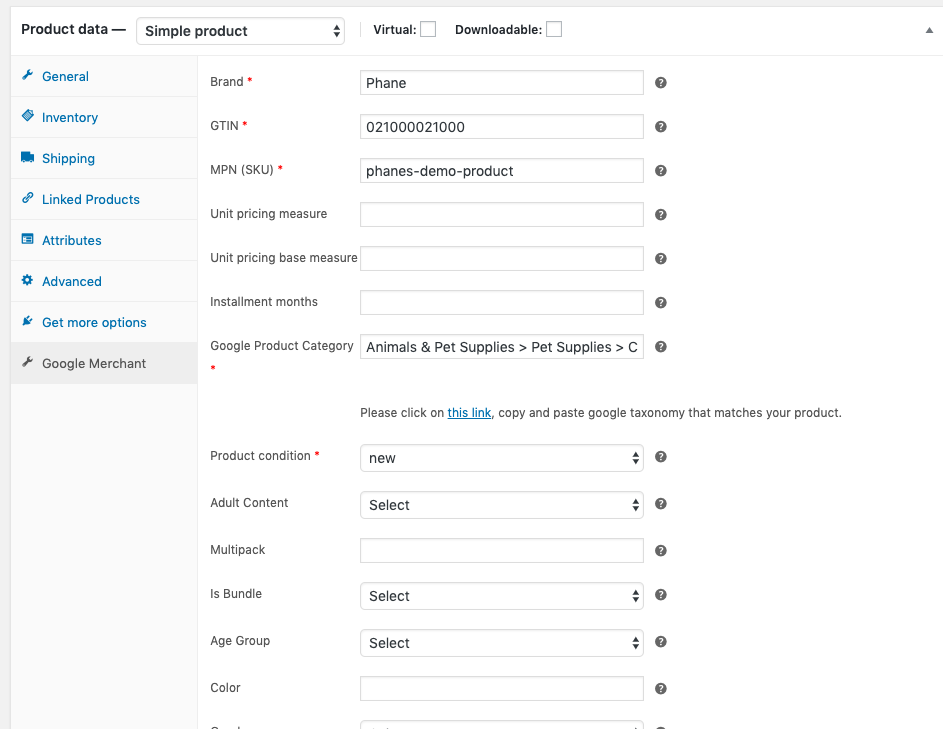 Product data — Simple product Virtual: Downloadable:
General
Inventory
Shipping
Linked Products
Attributes
Advanced
Get more options
Google Merchant
Brand * Phane
GTIN * 021000021000
MPN (SKU) * phanes-demo-product
Unit pricing measure
Unit pricing base measure
Installment months
Google Product Category * Animals & Pet Supplies > Pet Supplies > C
Please click on this link, copy and paste google taxonomy that matches your product.
Product condition * new
Adult Content Select
Multipack
Is Bundle Select
Age Group Select
Color